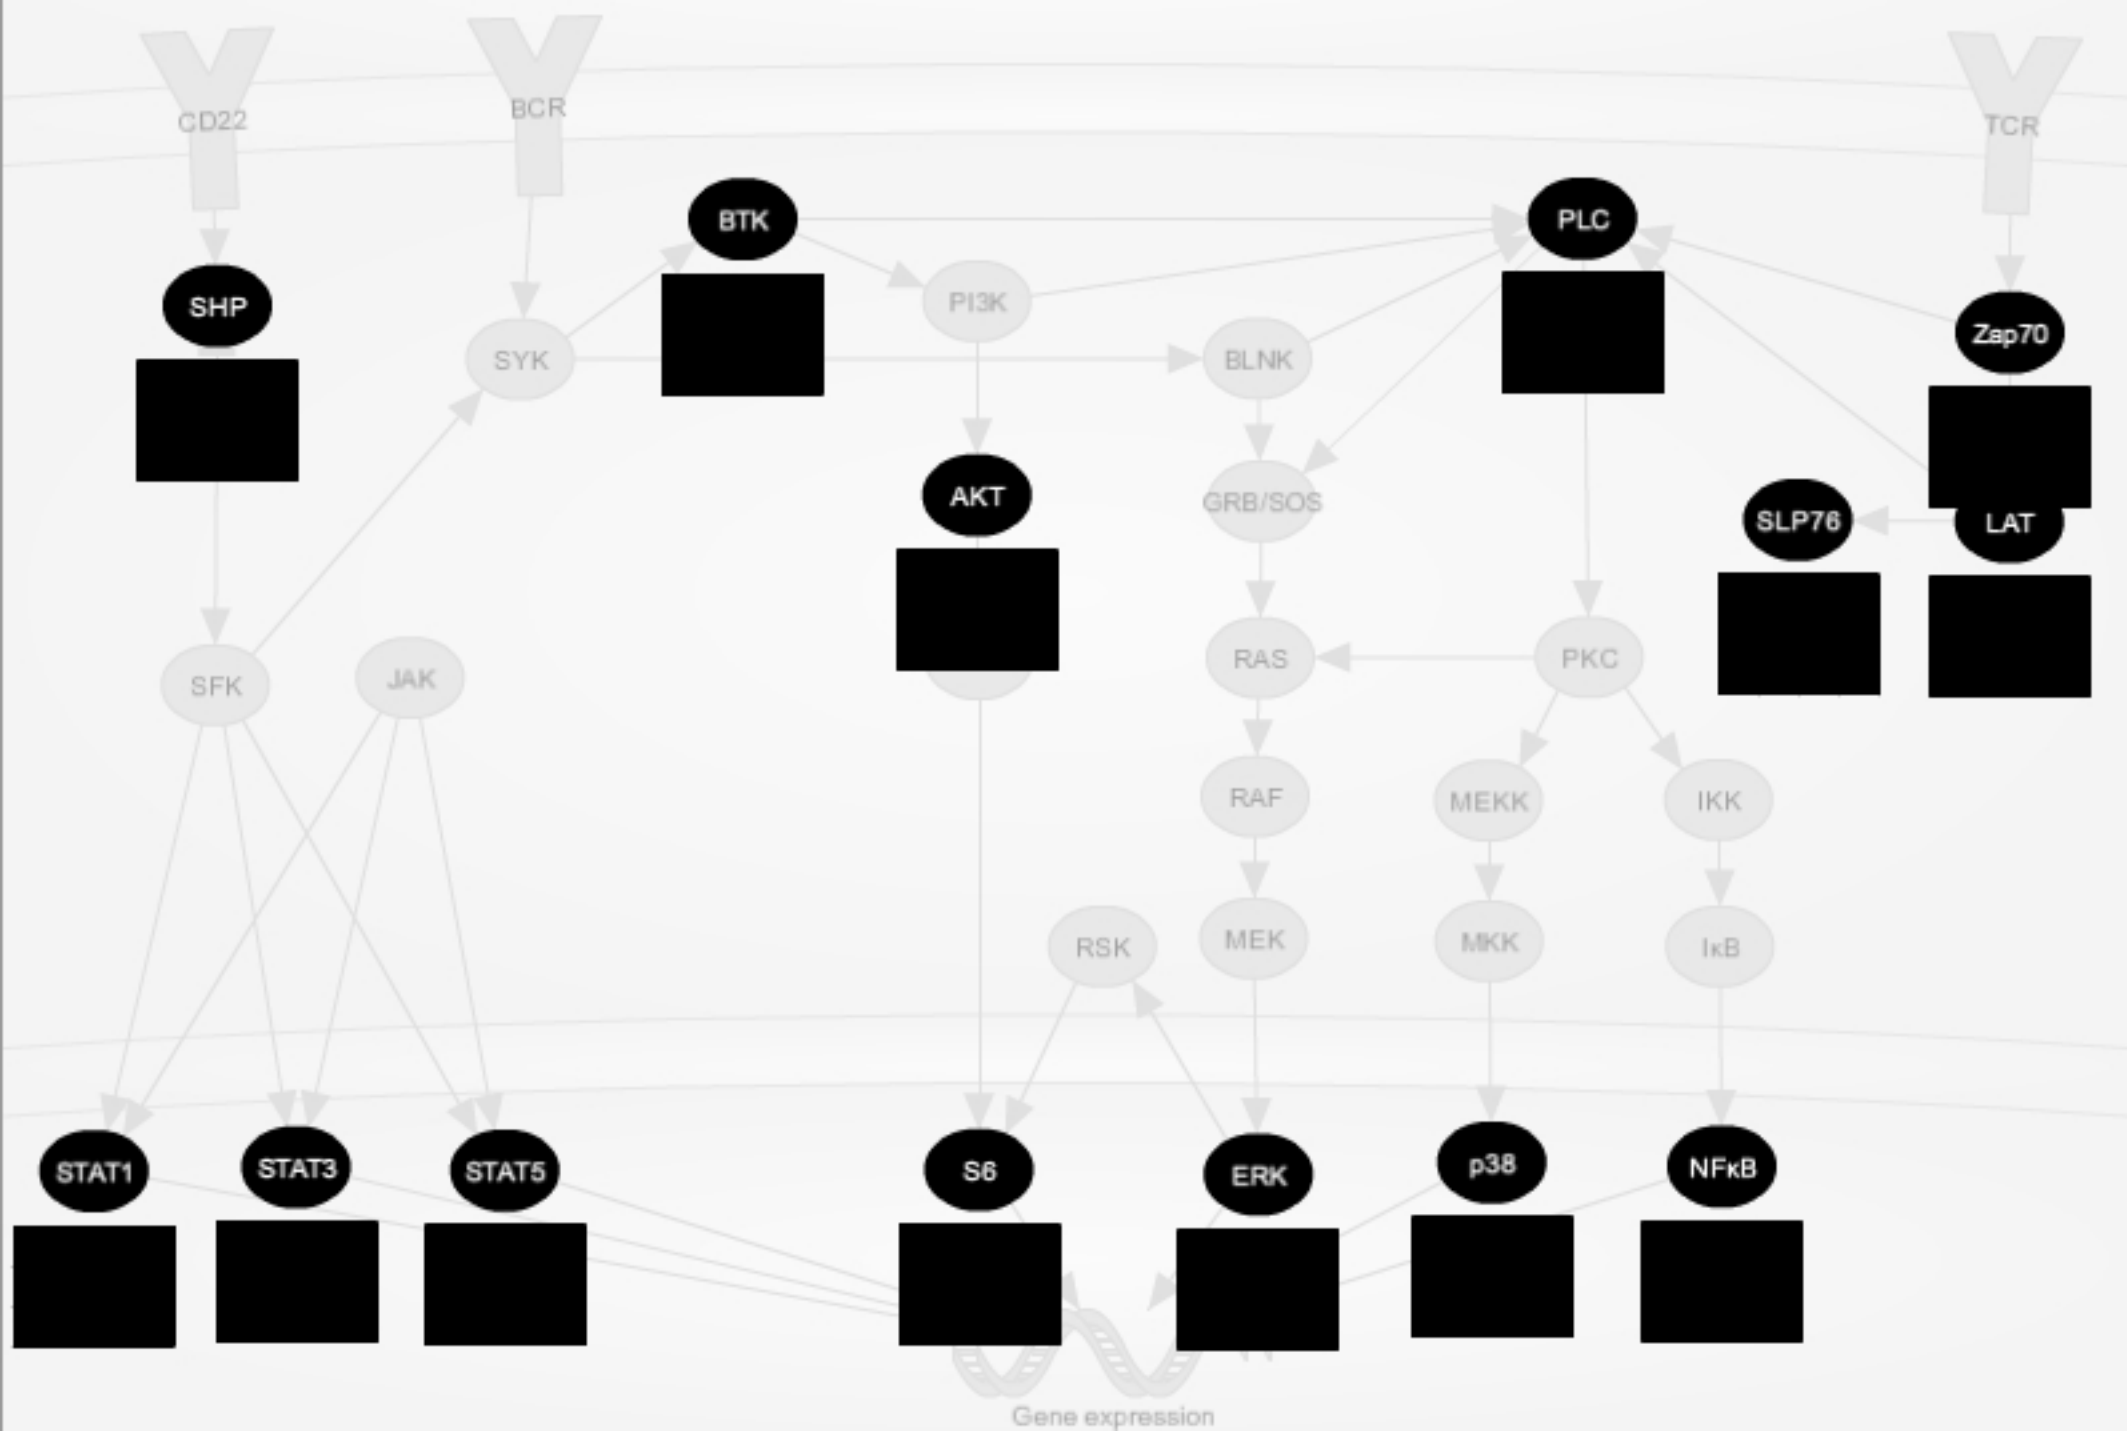 CD22
BCR
TCR
BTK
PLC
SHP
PI3K
Zap70
SYK
BLNK
AKT
GRB/SOS
SLP76
LAT
SFK
JAK
RAS
PKC
RAF
MEKK
IKK
RSK
MEK
MKK
IκB
STAT1
STAT3
STAT5
S6
ERK
p38
NFκB
Gene expression